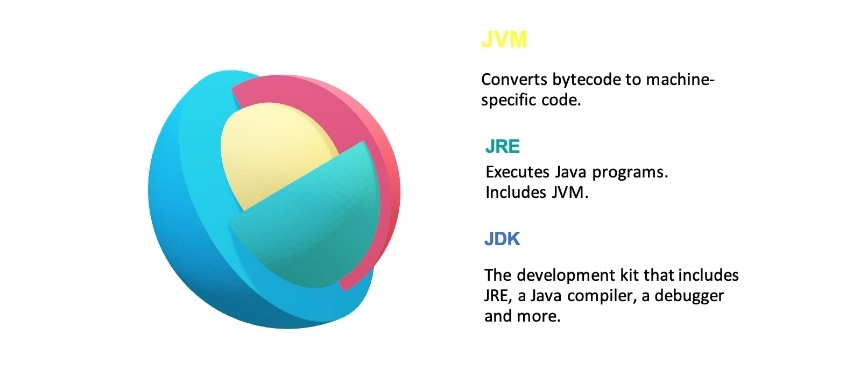 JVM
Converts bytecode to machine-
specific code.
JRE
Executes Java programs.
Includes JVM.
JDK
The development kit that includes
JRE, a Java compiler, a debugger
and more.